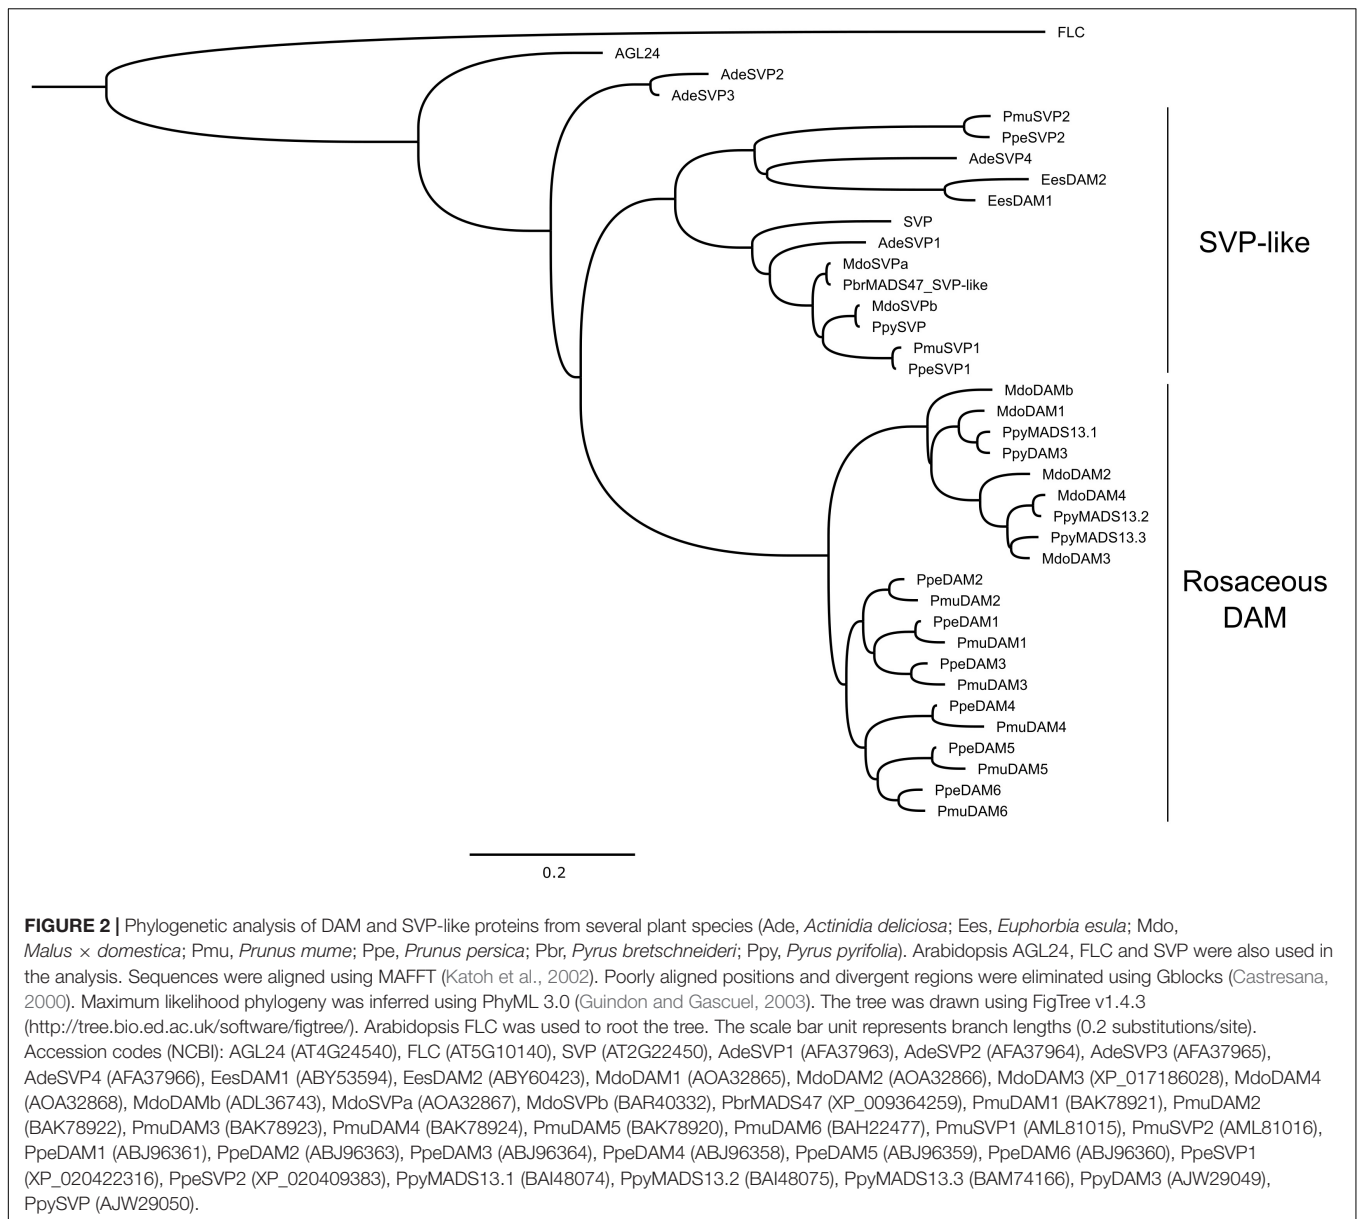 FLC
AGL24
AdeSVP2
AdeSVP3
PmuSVP2
PpeSVP2
AdeSVP4
EesDAM2
EesDAM1
SVP
AdeSVP1
MdoSVPa
PbrMADS47_SVP-like
MdoSVPb
PpySVP
PmuSVP1
PpeSVP1
SVP-like
MdoDAMb
MdoDAM1
PpyMADS13.1
PpyDAM3
MdoDAM2
MdoDAM4
PpyMADS13.2
PpyMADS13.3
MdoDAM3
PpeDAM2
PmuDAM2
PpeDAM1
PmuDAM1
PpeDAM3
PmuDAM3
PpeDAM4
PmuDAM4
PpeDAM5
PmuDAM5
PpeDAM6
PmuDAM6
Rosaceous
DAM
0.2
FIGURE 2 | Phylogenetic analysis of DAM and SVP-like proteins from several plant species (Ade, Actinidia deliciosa; Ees, Euphorbia esula; Mdo,
Malus × domestica; Pmu, Prunus mume; Ppe, Prunus persica; Pbr, Pyrus bretschneideri; Ppy, Pyrus pyrifolia). Arabidopsis AGL24, FLC and SVP were also used in
the analysis. Sequences were aligned using MAFFT (Katoh et al., 2002). Poorly aligned positions and divergent regions were eliminated using Gblocks (Castresana,
2000). Maximum likelihood phylogeny was inferred using PhyML 3.0 (Guindon and Gascuel, 2003). The tree was drawn using FigTree v1.4.3
(http://tree.bio.ed.ac.uk/software/figtree/). Arabidopsis FLC was used to root the tree. The scale bar unit represents branch lengths (0.2 substitutions/site).
Accession codes (NCBI): AGL24 (AT4G24540), FLC (AT5G10140), SVP (AT2G22450), AdeSVP1 (AFA37963), AdeSVP2 (AFA37964), AdeSVP3 (AFA37965),
AdeSVP4 (AFA37966), EesDAM1 (ABY53594), EesDAM2 (ABY60423), MdoDAM1 (AOA32865), MdoDAM2 (AOA32866), MdoDAM3 (XP_017186028), MdoDAM4
(AOA32868), MdoDAMb (ADL36743), MdoSVPa (AOA32867), MdoSVPb (BAR40332), PbrMADS47 (XP_009364259), PmuDAM1 (BAK78921), PmuDAM2
(BAK78922), PmuDAM3 (BAK78923), PmuDAM4 (BAK78924), PmuDAM5 (BAK78920), PmuDAM6 (BAH22477), PmuSVP1 (AML81015), PmuSVP2 (AML81016),
PpeDAM1 (ABJ96361), PpeDAM2 (ABJ96363), PpeDAM3 (ABJ96364), PpeDAM4 (ABJ96358), PpeDAM5 (ABJ96359), PpeDAM6 (ABJ96360), PpeSVP1
(XP_020422316), PpeSVP2 (XP_020409383), PpyMADS13.1 (BAI48074), PpyMADS13.2 (BAI48075), PpyMADS13.3 (BAM74166), PpyDAM3 (AJW29049),
PpySVP (AJW29050).